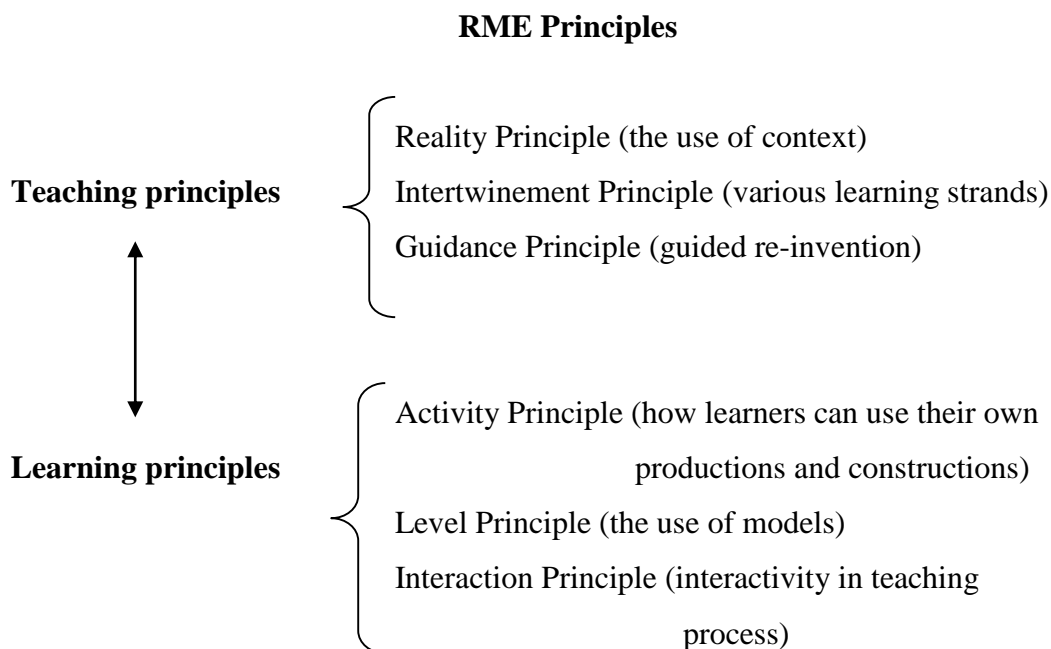 RME Principles
Reality Principle (the use of context)
Teaching principles
Intertwinement Principle (various learning strands)
Guidance Principle (guided re-invention)
Activity Principle (how learners can use their own
Learning principles
productions and constructions)
Level Principle (the use of models)
Interaction Principle (interactivity in teaching
process)